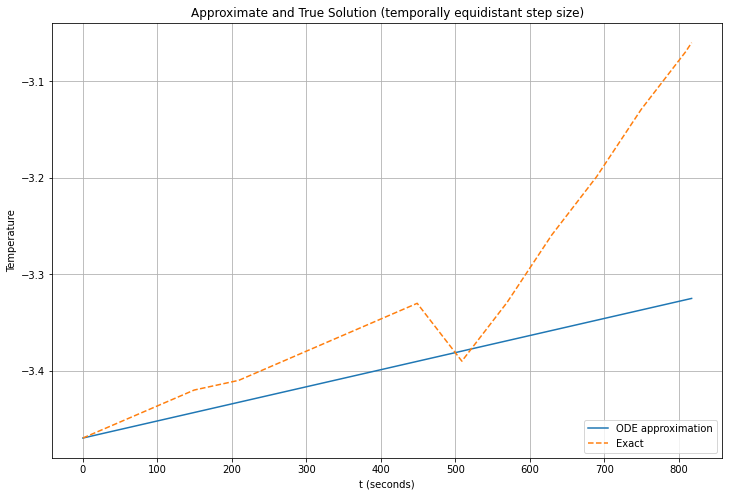 Approximate and True Solution (temporally equidistant step size)
Temperature
−3.1
−3.2
−3.3
−3.4
0 100 200 300 400 500 600 700 800
t (seconds)
ODE approximation
Exact